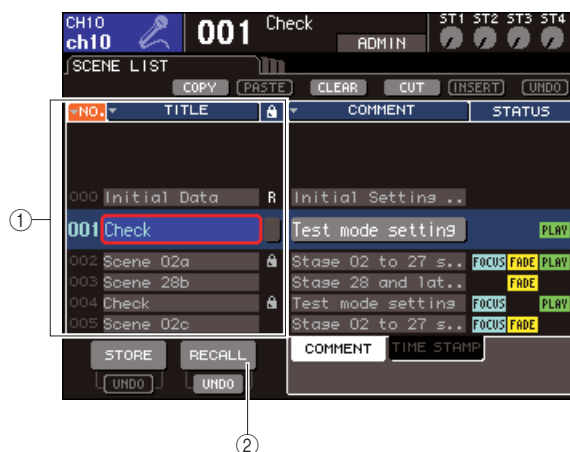 CH10 ch10 001 Check ADMIN ST1 ST2 ST3 ST4
SCENE LIST
COPY PASTE CLEAR CUT INSERT UNDO
NO. TITLE COMMENT STATUS
000 Initial Data R Initial Setting ..
001 Check Test mode setting PLAY
002 Scene 02a Stage 02 to 27 s.. FOCUS FADE PLAY
003 Scene 28b Stage 28 and lat.. FADE
004 Check Test mode setting FOCUS PLAY
005 Scene 02c Stage 02 to 27 s.. FOCUS FADE
STORE RECALL COMMENT TIME STAMP
UNDO UNDO
①
②